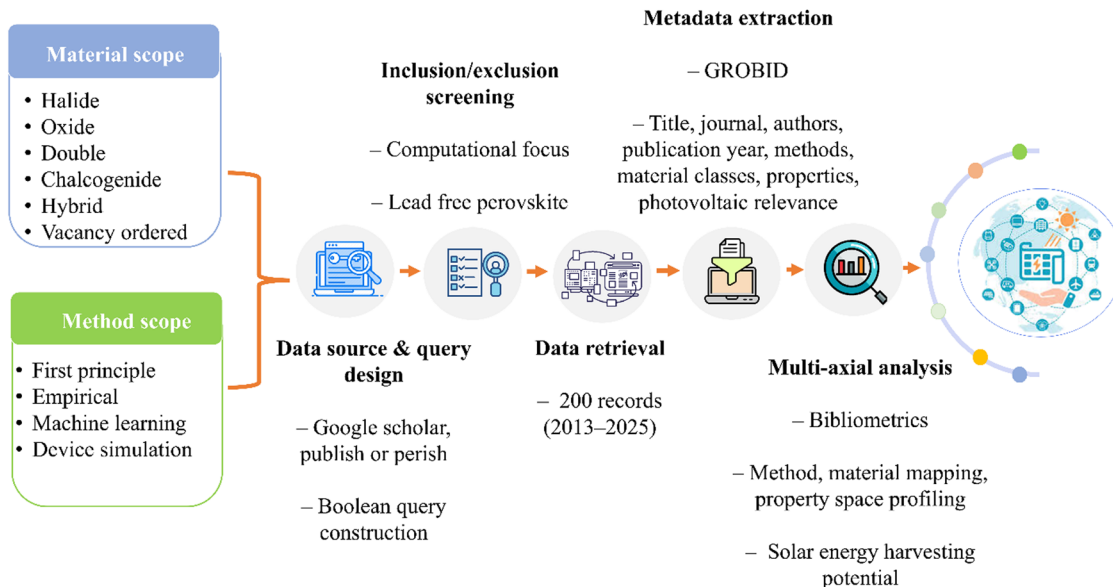 Material scope
• Halide
• Oxide
• Double
• Chalcogenide
• Hybrid
• Vacancy ordered
Method scope
• First principle
• Empirical
• Machine learning
• Device simulation
Data source & query
design
– Google scholar,
publish or perish
– Boolean query
construction
Inclusion/exclusion
screening
– Computational focus
– Lead free perovskite
Data retrieval
– 200 records
(2013–2025)
Metadata extraction
– GROBID
– Title, journal, authors,
publication year, methods,
material classes, properties,
photovoltaic relevance
Multi-axial analysis
– Bibliometrics
– Method, material mapping,
property space profiling
– Solar energy harvesting
potential